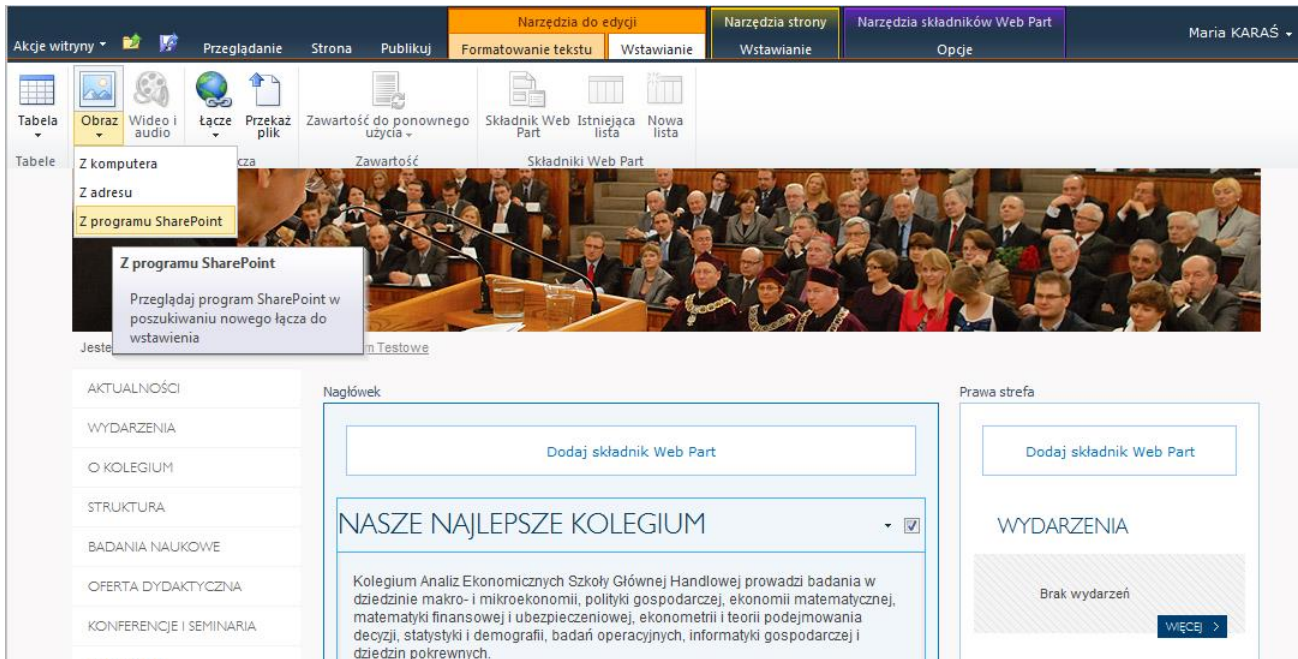 Narzędzia do edycji
Narzędzia strony
Narzędzia składników Web Part
Maria KARAŚ
Akcje witryny
Przeglądanie
Strona
Publikuj
Formatowanie tekstu
Wstawianie
Wstawianie
Opcje
Tabela
Obraz
Wideo i
audio
Łącze
Przekaż
plik
Zawartość do ponownego
użycia
Składnik Web
Part
Istniejąca
lista
Nowa
lista
Tabele
cza
Zawartość
Składniki Web Part
Z komputera
Z adresu
Z programu SharePoint
Z programu SharePoint
Przeglądaj program SharePoint w
poszukiwaniu nowego łącza do
wstawienia
Jeste
m Testowe
AKTUALNOŚCI
WYDARZENIA
O KOLEGIUM
STRUKTURA
BADANIA NAUKOWE
OFERTA DYDAKTYCZNA
KONFERENCJE I SEMINARIA
Nagłówek
Dodaj składnik Web Part
NASZE NAJLEPSZE KOLEGIUM
Kolegium Analiz Ekonomicznych Szkoły Głównej Handlowej prowadzi badania w
dziedzinie makro- i mikroekonomii, polityki gospodarczej, ekonomii matematycznej,
matematyki finansowej i ubezpieczeniowej, ekonometrii i teorii podejmowania
decyzji, statystyki i demografii, badań operacyjnych, informatyki gospodarczej i
dziedzin pokrewnych.
Prawa strefa
Dodaj składnik Web Part
WYDARZENIA
Brak wydarzeń
WIĘCEJ >